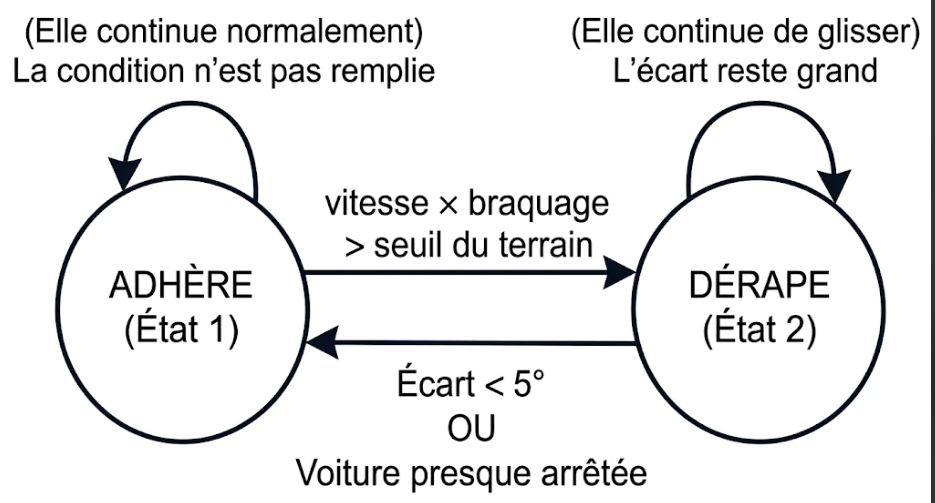 (Elle continue normalement)
La condition n’est pas remplie
(Elle continue de glisser)
L’écart reste grand
vitesse × braquage
> seuil du terrain
ADHÈRE
(État 1)
DÉRAPE
(État 2)
Écart < 5°
OU
Voiture presque arrêtée